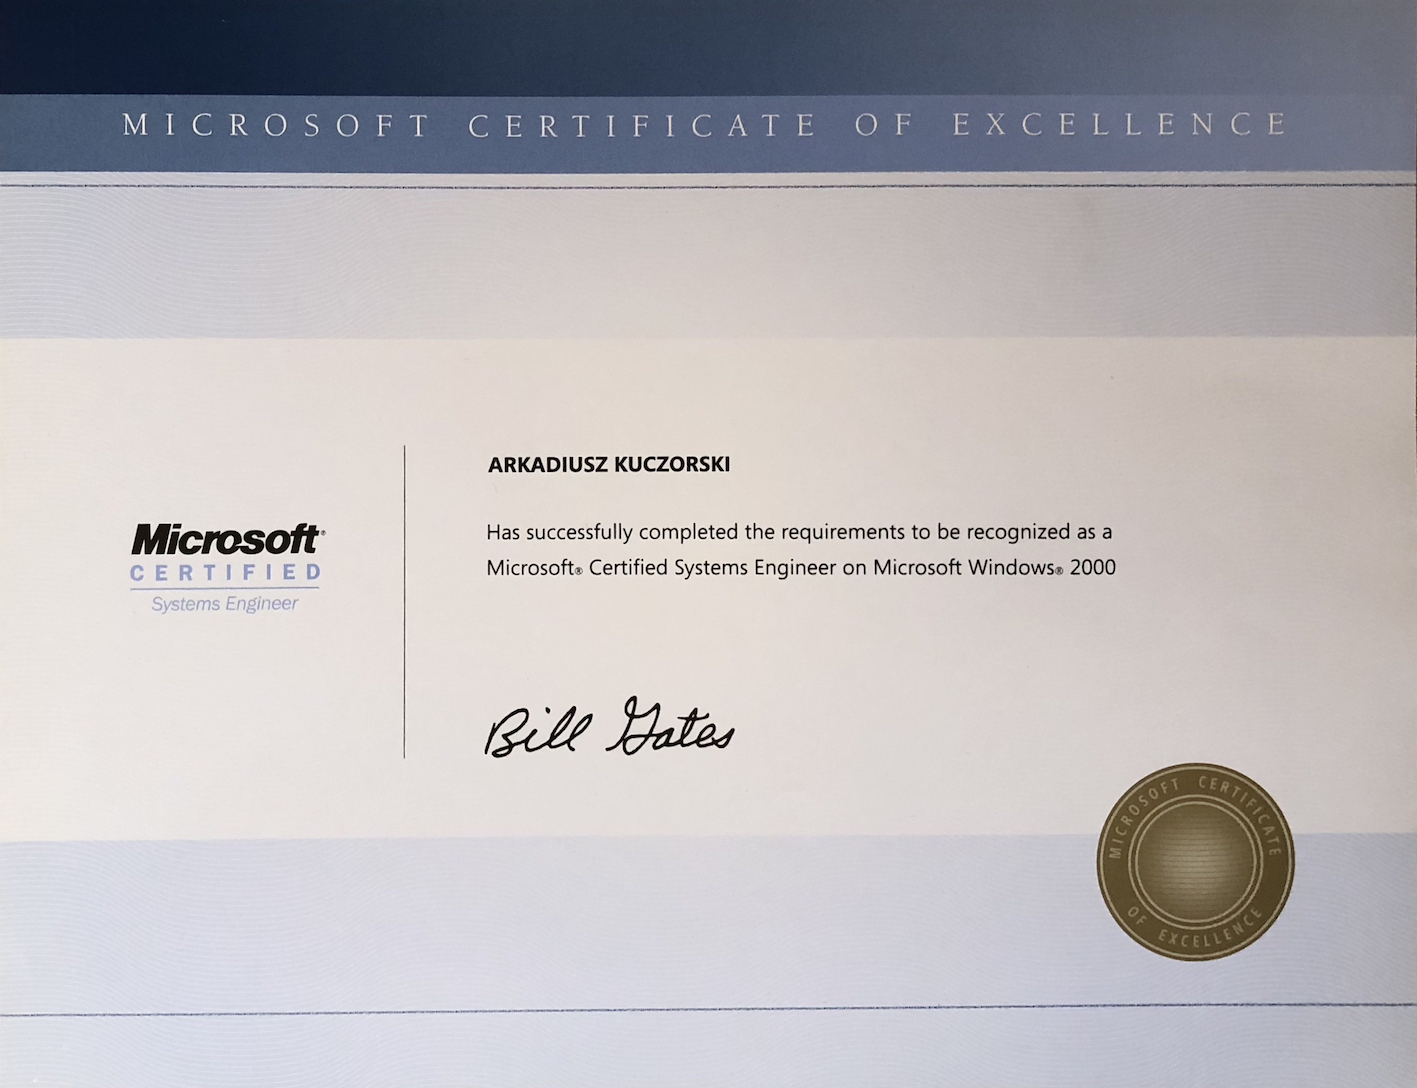 MICROSOFT CERTIFICATE OF EXCELLENCE
ARKADIUSZ KUCZORSKI
Has successfully completed the requirements to be recognized as a
Microsoft® Certified Systems Engineer on Microsoft Windows® 2000
Microsoft®
CERTIFIED
Systems Engineer
Bill Gates
MICROSOFT CERTIFICATE
OF EXCELLENCE